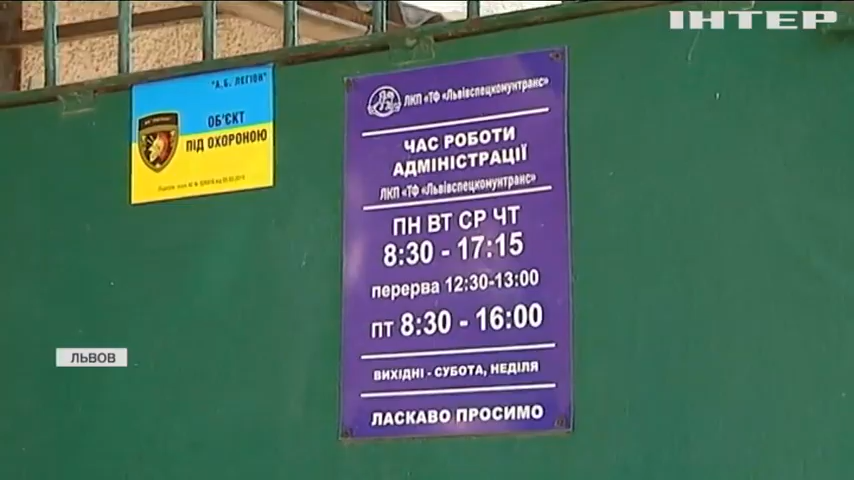 ІНТЕР
"А.Б. ЛЕГІОН"
ОБ'ЄКТ
ПІД ОХОРОНОЮ
ЛКП «ТФ «Львівспецкомунтранс»
ЧАС РОБОТИ
АДМІНІСТРАЦІЇ
ЛКП «ТФ «Львівспецкомунтранс»
ПН ВТ СР ЧТ
8:30 - 17:15
перерва 12:30-13:00
ПТ 8:30 - 16:00
ВИХІДНІ - СУБОТА, НЕДІЛЯ
ЛАСКАВО ПРОСИМО
ЛЬВОВ